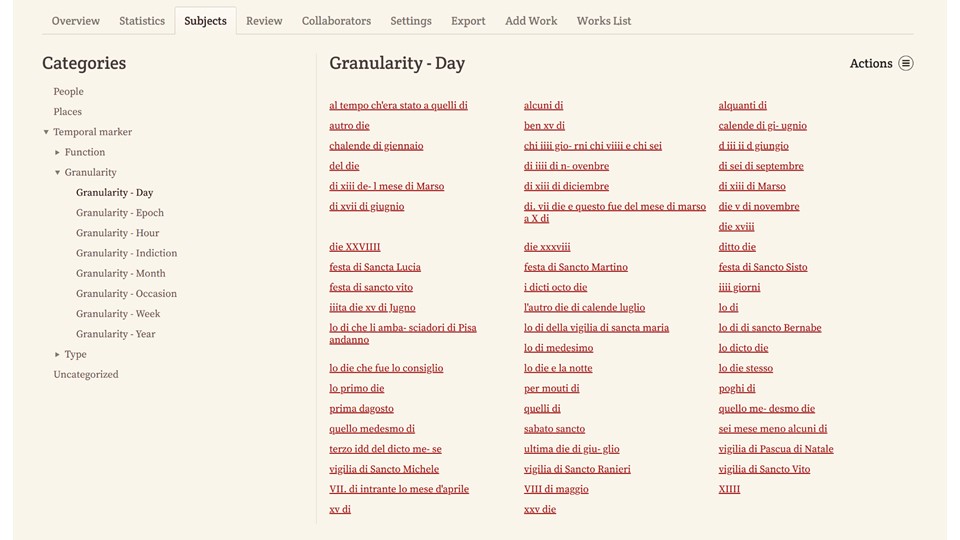 Overview Statistics Subjects Review Collaborators Settings Export Add Work Works List
Categories
People
Places
Temporal marker
Function
Granularity
Granularity - Day
Granularity - Epoch
Granularity - Hour
Granularity - Indiction
Granularity - Month
Granularity - Occasion
Granularity - Week
Granularity - Year
Type
Uncategorized
Granularity - Day
Actions
al tempo ch'era stato a quelli di
alcuni di
alquanti di
autro die
ben xv di
calende di gi- ugnio
chalende di giennaio
chi iiii gio- rni chi viiii e chi sei
d iii ii d giungio
del die
di iiii di n- ovenbre
di sei di septembre
di xiii de- l mese di Marso
di xiii di diciembre
di xiii di Marso
di xvii di giugnio
di. vii die e questo fue del mese di marso
a X di
die v di novembre
die xviii
die XXVIIII
die xxxviii
ditto die
festa di Sancta Lucia
festa di Sancto Martino
festa di Sancto Sisto
festa di sancto vito
i dicti octo die
iiii giorni
iiita die xv di Jugno
l'autro die di calende luglio
lo di
lo di che li amba- sciadori di Pisa
andanno
lo di della vigilia di sancta maria
lo di di sancto Bernabe
lo di medesimo
lo dicto die
lo die che fue lo consiglio
lo die e la notte
lo die stesso
lo primo die
per mouti di
poghi di
prima dagosto
quelli di
quello me- desmo die
quello medesmo di
sabato sancto
sei mese meno alcuni di
terzo idd del dicto me- se
ultima die di giu- glio
vigilia di Pascua di Natale
vigilia di Sancto Michele
vigilia di Sancto Ranieri
vigilia di Sancto Vito
VII. di intrante lo mese d'aprile
VIII di maggio
XIIII
xv di
xxv die